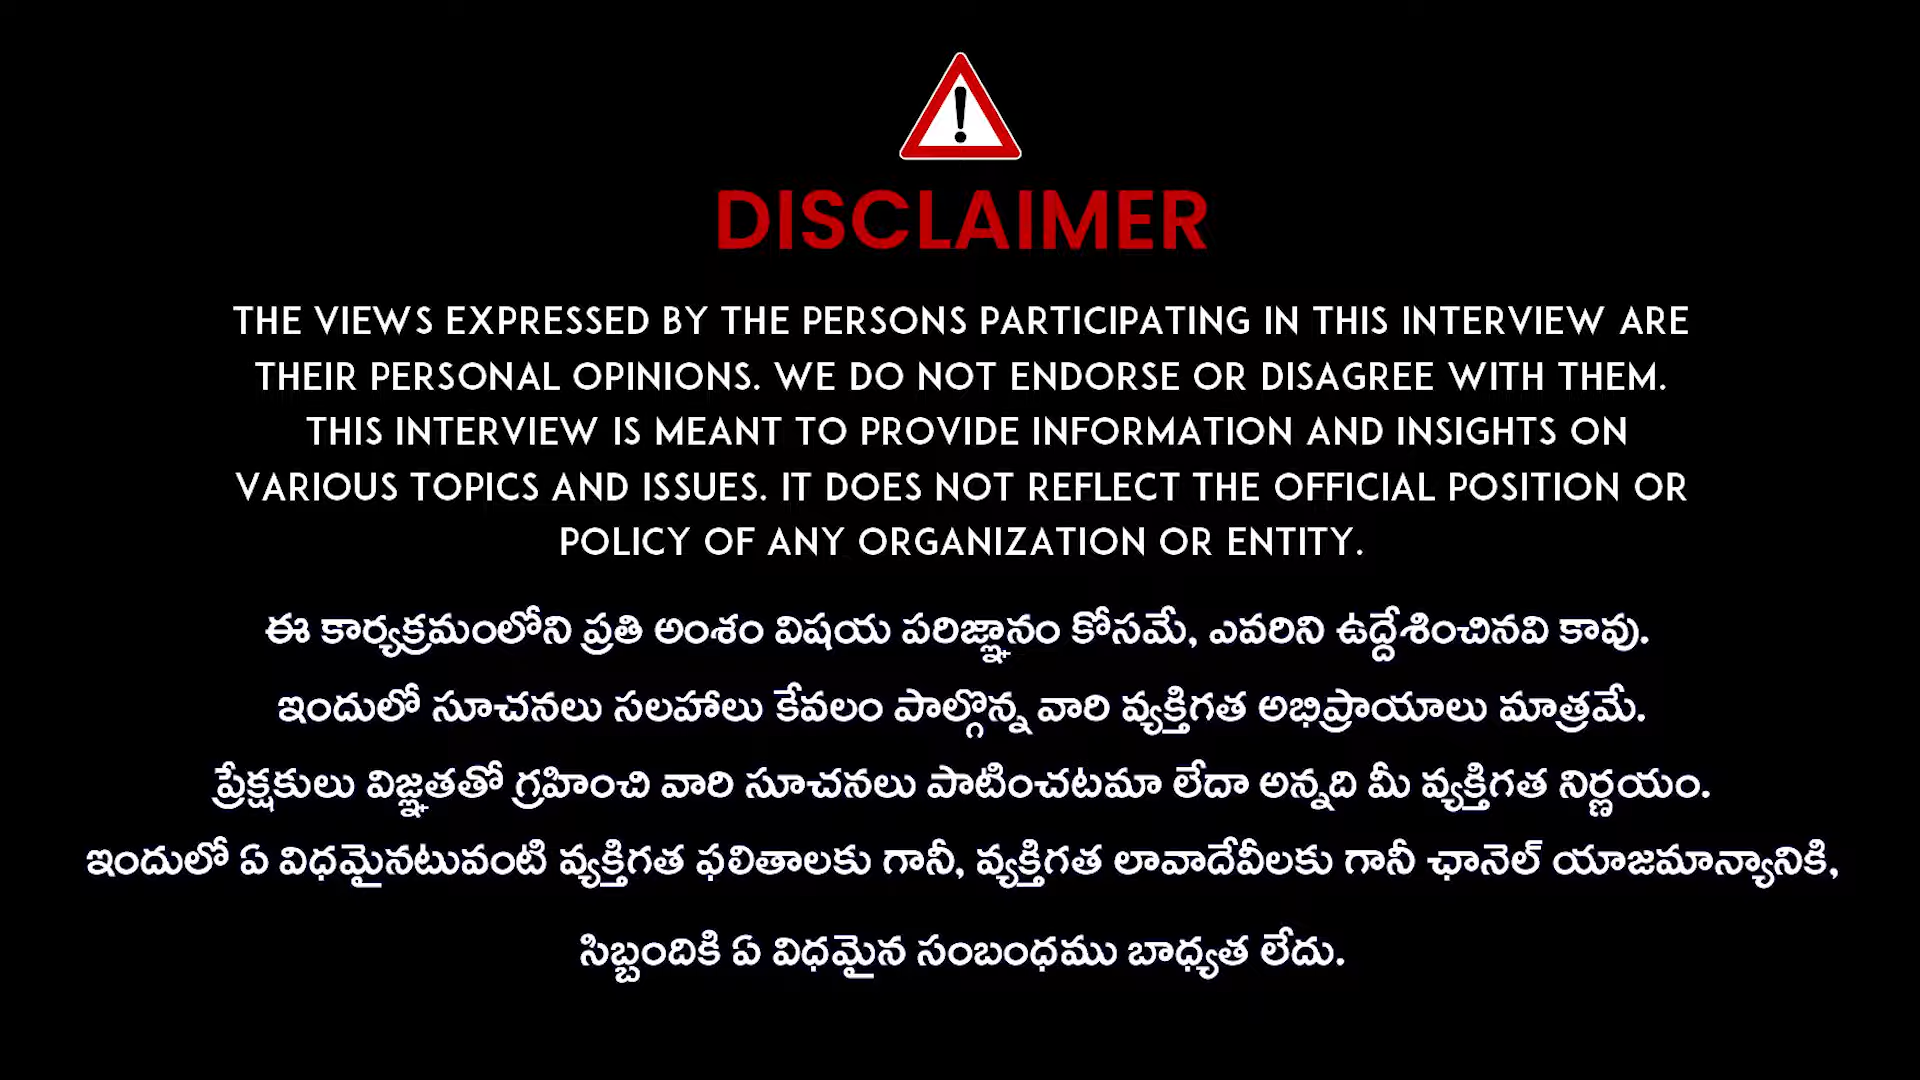 DISCLAIMER
THE VIEWS EXPRESSED BY THE PERSONS PARTICIPATING IN THIS INTERVIEW ARE
THEIR PERSONAL OPINIONS. WE DO NOT ENDORSE OR DISAGREE WITH THEM.
THIS INTERVIEW IS MEANT TO PROVIDE INFORMATION AND INSIGHTS ON
VARIOUS TOPICS AND ISSUES. IT DOES NOT REFLECT THE OFFICIAL POSITION OR
POLICY OF ANY ORGANIZATION OR ENTITY.
ఈ కార్యక్రమంలోని ప్రతి అంశం విషయ పరిజ్ఞానం కోసమే, ఎవరిని ఉద్దేశించినవి కావు.
ఇందులో సూచనలు సలహాలు కేవలం పాల్గొన్న వారి వ్యక్తిగత అభిప్రాయాలు మాత్రమే.
ప్రేక్షకులు విజ్ఞతతో గ్రహించి వారి సూచనలు పాటించటమా లేదా అన్నది మీ వ్యక్తిగత నిర్ణయం.
ఇందులో ఏ విధమైనటువంటి వ్యక్తిగత ఫలితాలకు గానీ, వ్యక్తిగత లావాదేవీలకు గానీ ఛానెల్ యాజమాన్యానికి,
సిబ్బందికి ఏ విధమైన సంబంధము బాధ్యత లేదు.